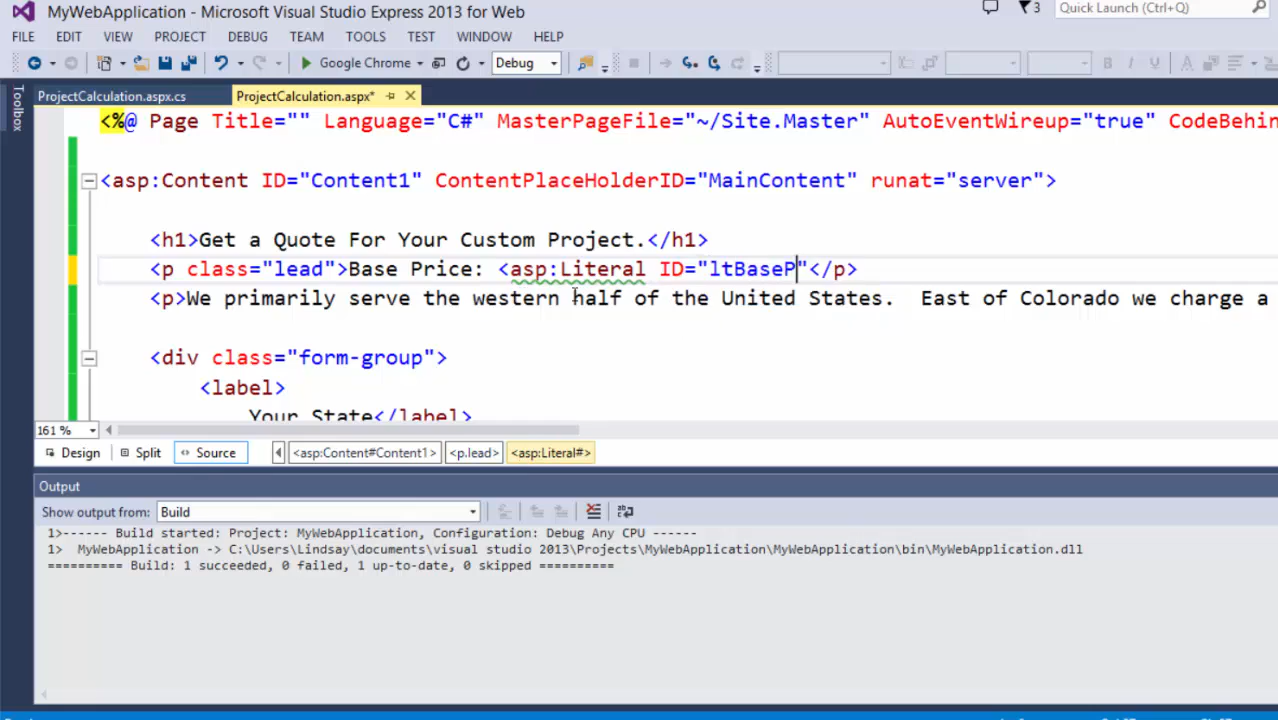 MyWebApplication - Microsoft Visual Studio Express 2013 for Web
3
Quick Launch (Ctrl+Q)
FILE EDIT VIEW PROJECT DEBUG TEAM TOOLS TEST WINDOW HELP
Google Chrome Debug
Toolbox
ProjectCalculation.aspx.cs ProjectCalculation.aspx*
<%@ Page Title="" Language="C#" MasterPageFile="~/Site.Master" AutoEventWireup="true" CodeBehin
<asp:Content ID="Content1" ContentPlaceHolderID="MainContent" runat="server">
<h1>Get a Quote For Your Custom Project.</h1>
<p class="lead">Base Price: <asp:Literal ID="ltBaseP"</p>
<p>We primarily serve the western half of the United States.  East of Colorado we charge a
<div class="form-group">
<label>
Your State</label>
161 %
Design Split Source <asp:Content#Content1> <p.lead> <asp:Literal#>
Output
Show output from: Build
1>------ Build started: Project: MyWebApplication, Configuration: Debug Any CPU ------
1>  MyWebApplication -> C:\Users\Lindsay\documents\visual studio 2013\Projects\MyWebApplication\MyWebApplication\bin\MyWebApplication.dll
========== Build: 1 succeeded, 0 failed, 1 up-to-date, 0 skipped ==========